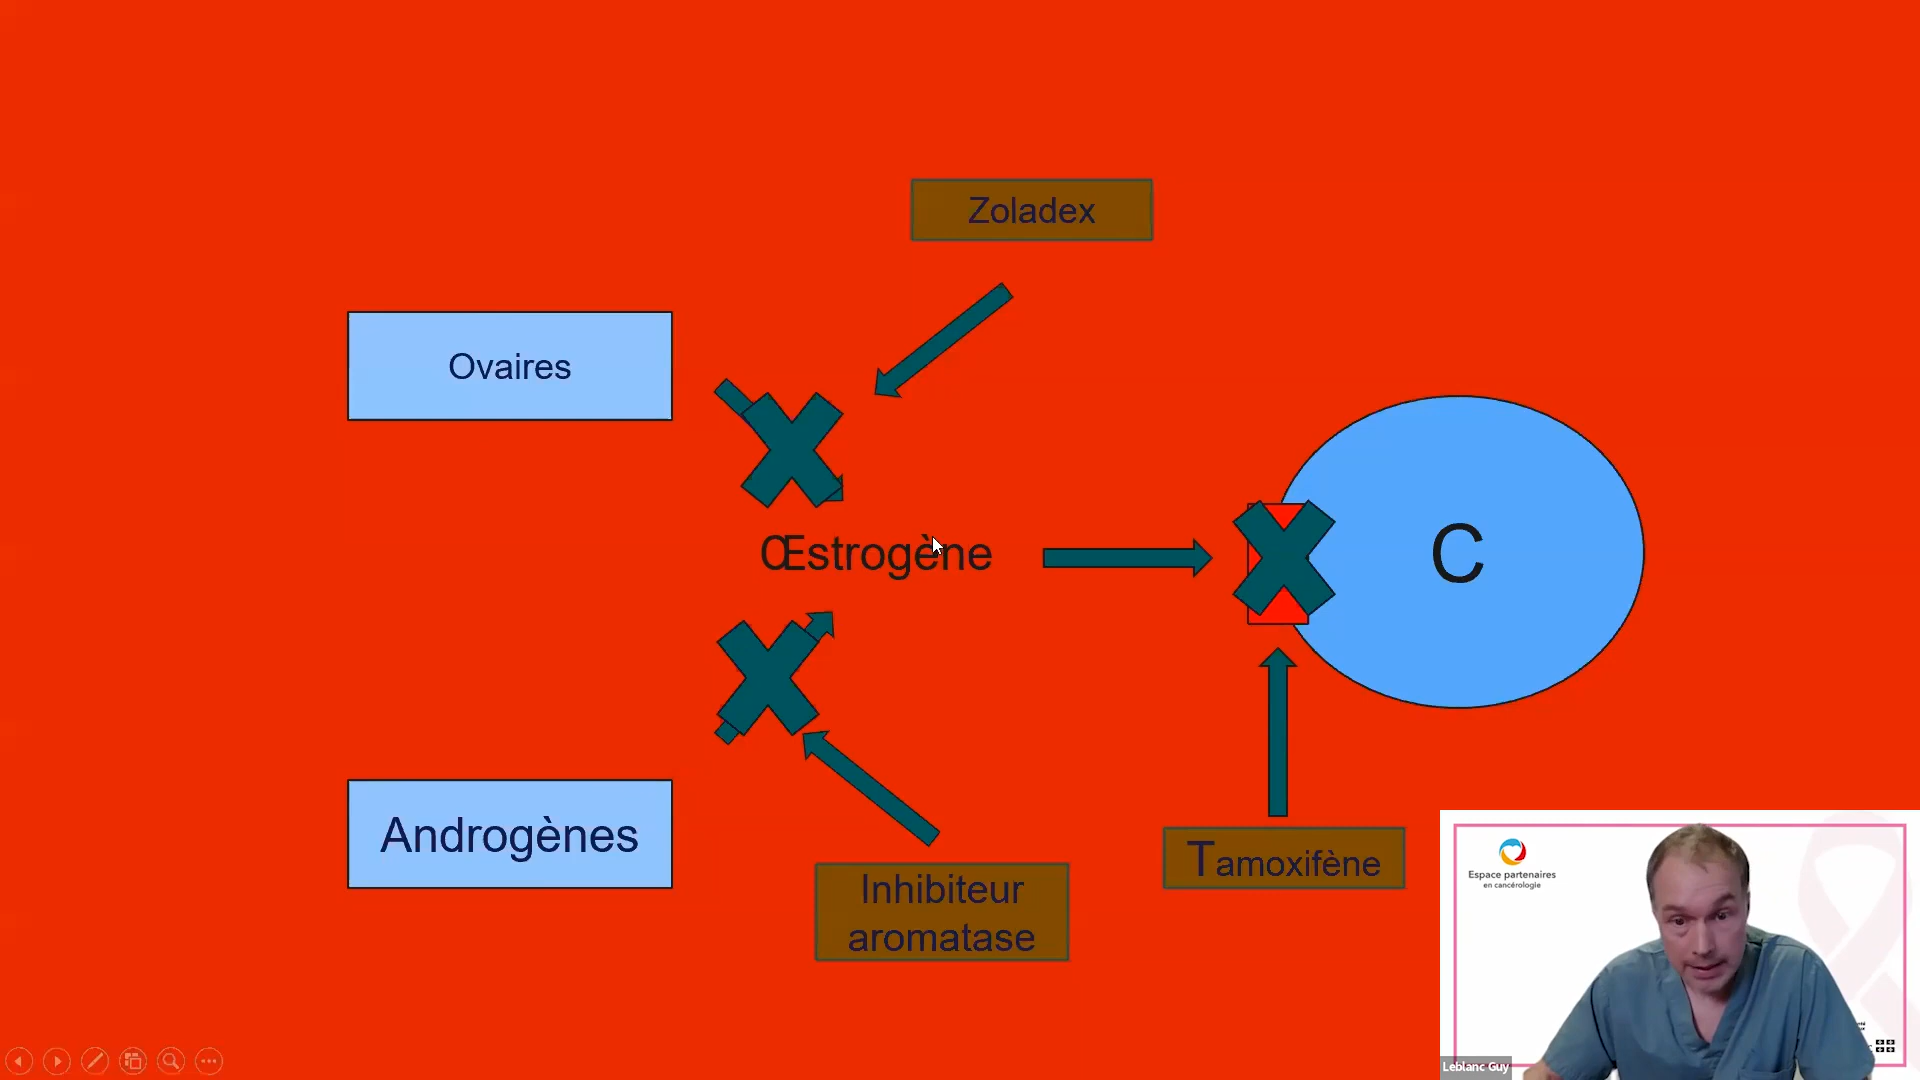 Zoladex
Ovaires
Œstrogène
C
Androgènes
Tamoxifène
Inhibiteur
aromatase
Espace partenaires
en cancérologie
Leblanc Guy